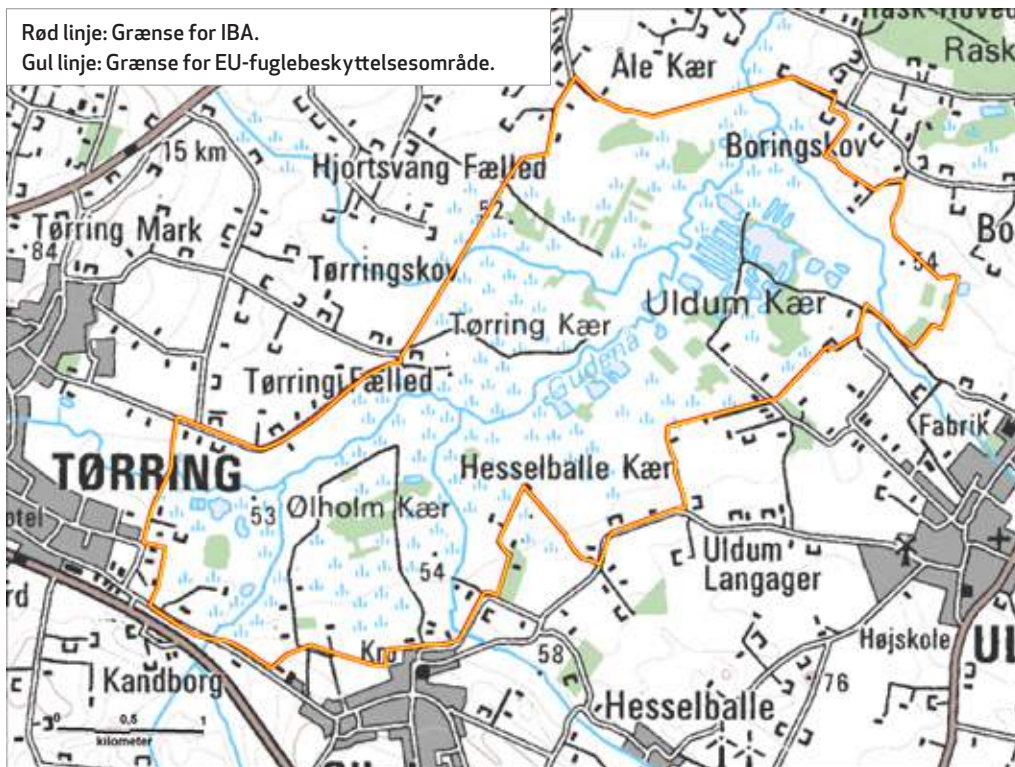 Rød linje: Grænse for IBA.
Gul linje: Grænse for EU-fuglebeskyttelsesområde.
Åle Kær
Rask
15 km
Hjortsvang Fælled
Boringskov
52
Tørring Mark
84
Tørringskov
54
Uldum Kær
Tørring Kær
Gudenå
Tørring Fælled
Fabrik
TØRRING
Hesselballe Kær
53
Ølholm Kær
54
Uldum
Langager
Højskole
Kro
58
76
Kandborg
Hesselballe
0 0,5 1
kilometer